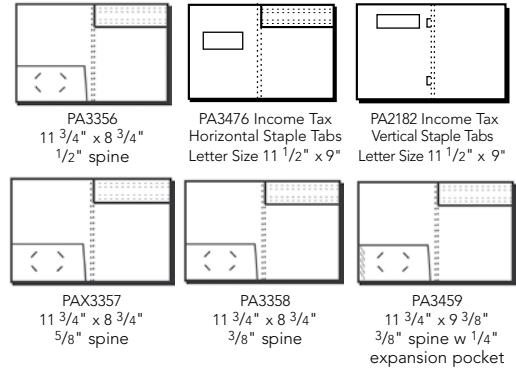 PA3356
11 3/4" x 8 3/4"
1/2" spine
PA3476 Income Tax
Horizontal Staple Tabs
Letter Size 11 1/2" x 9"
PA2182 Income Tax
Vertical Staple Tabs
Letter Size 11 1/2" x 9"
PAX3357
11 3/4" x 8 3/4"
5/8" spine
PA3358
11 3/4" x 8 3/4"
3/8" spine
PA3459
11 3/4" x 9 3/8"
3/8" spine w 1/4"
expansion pocket